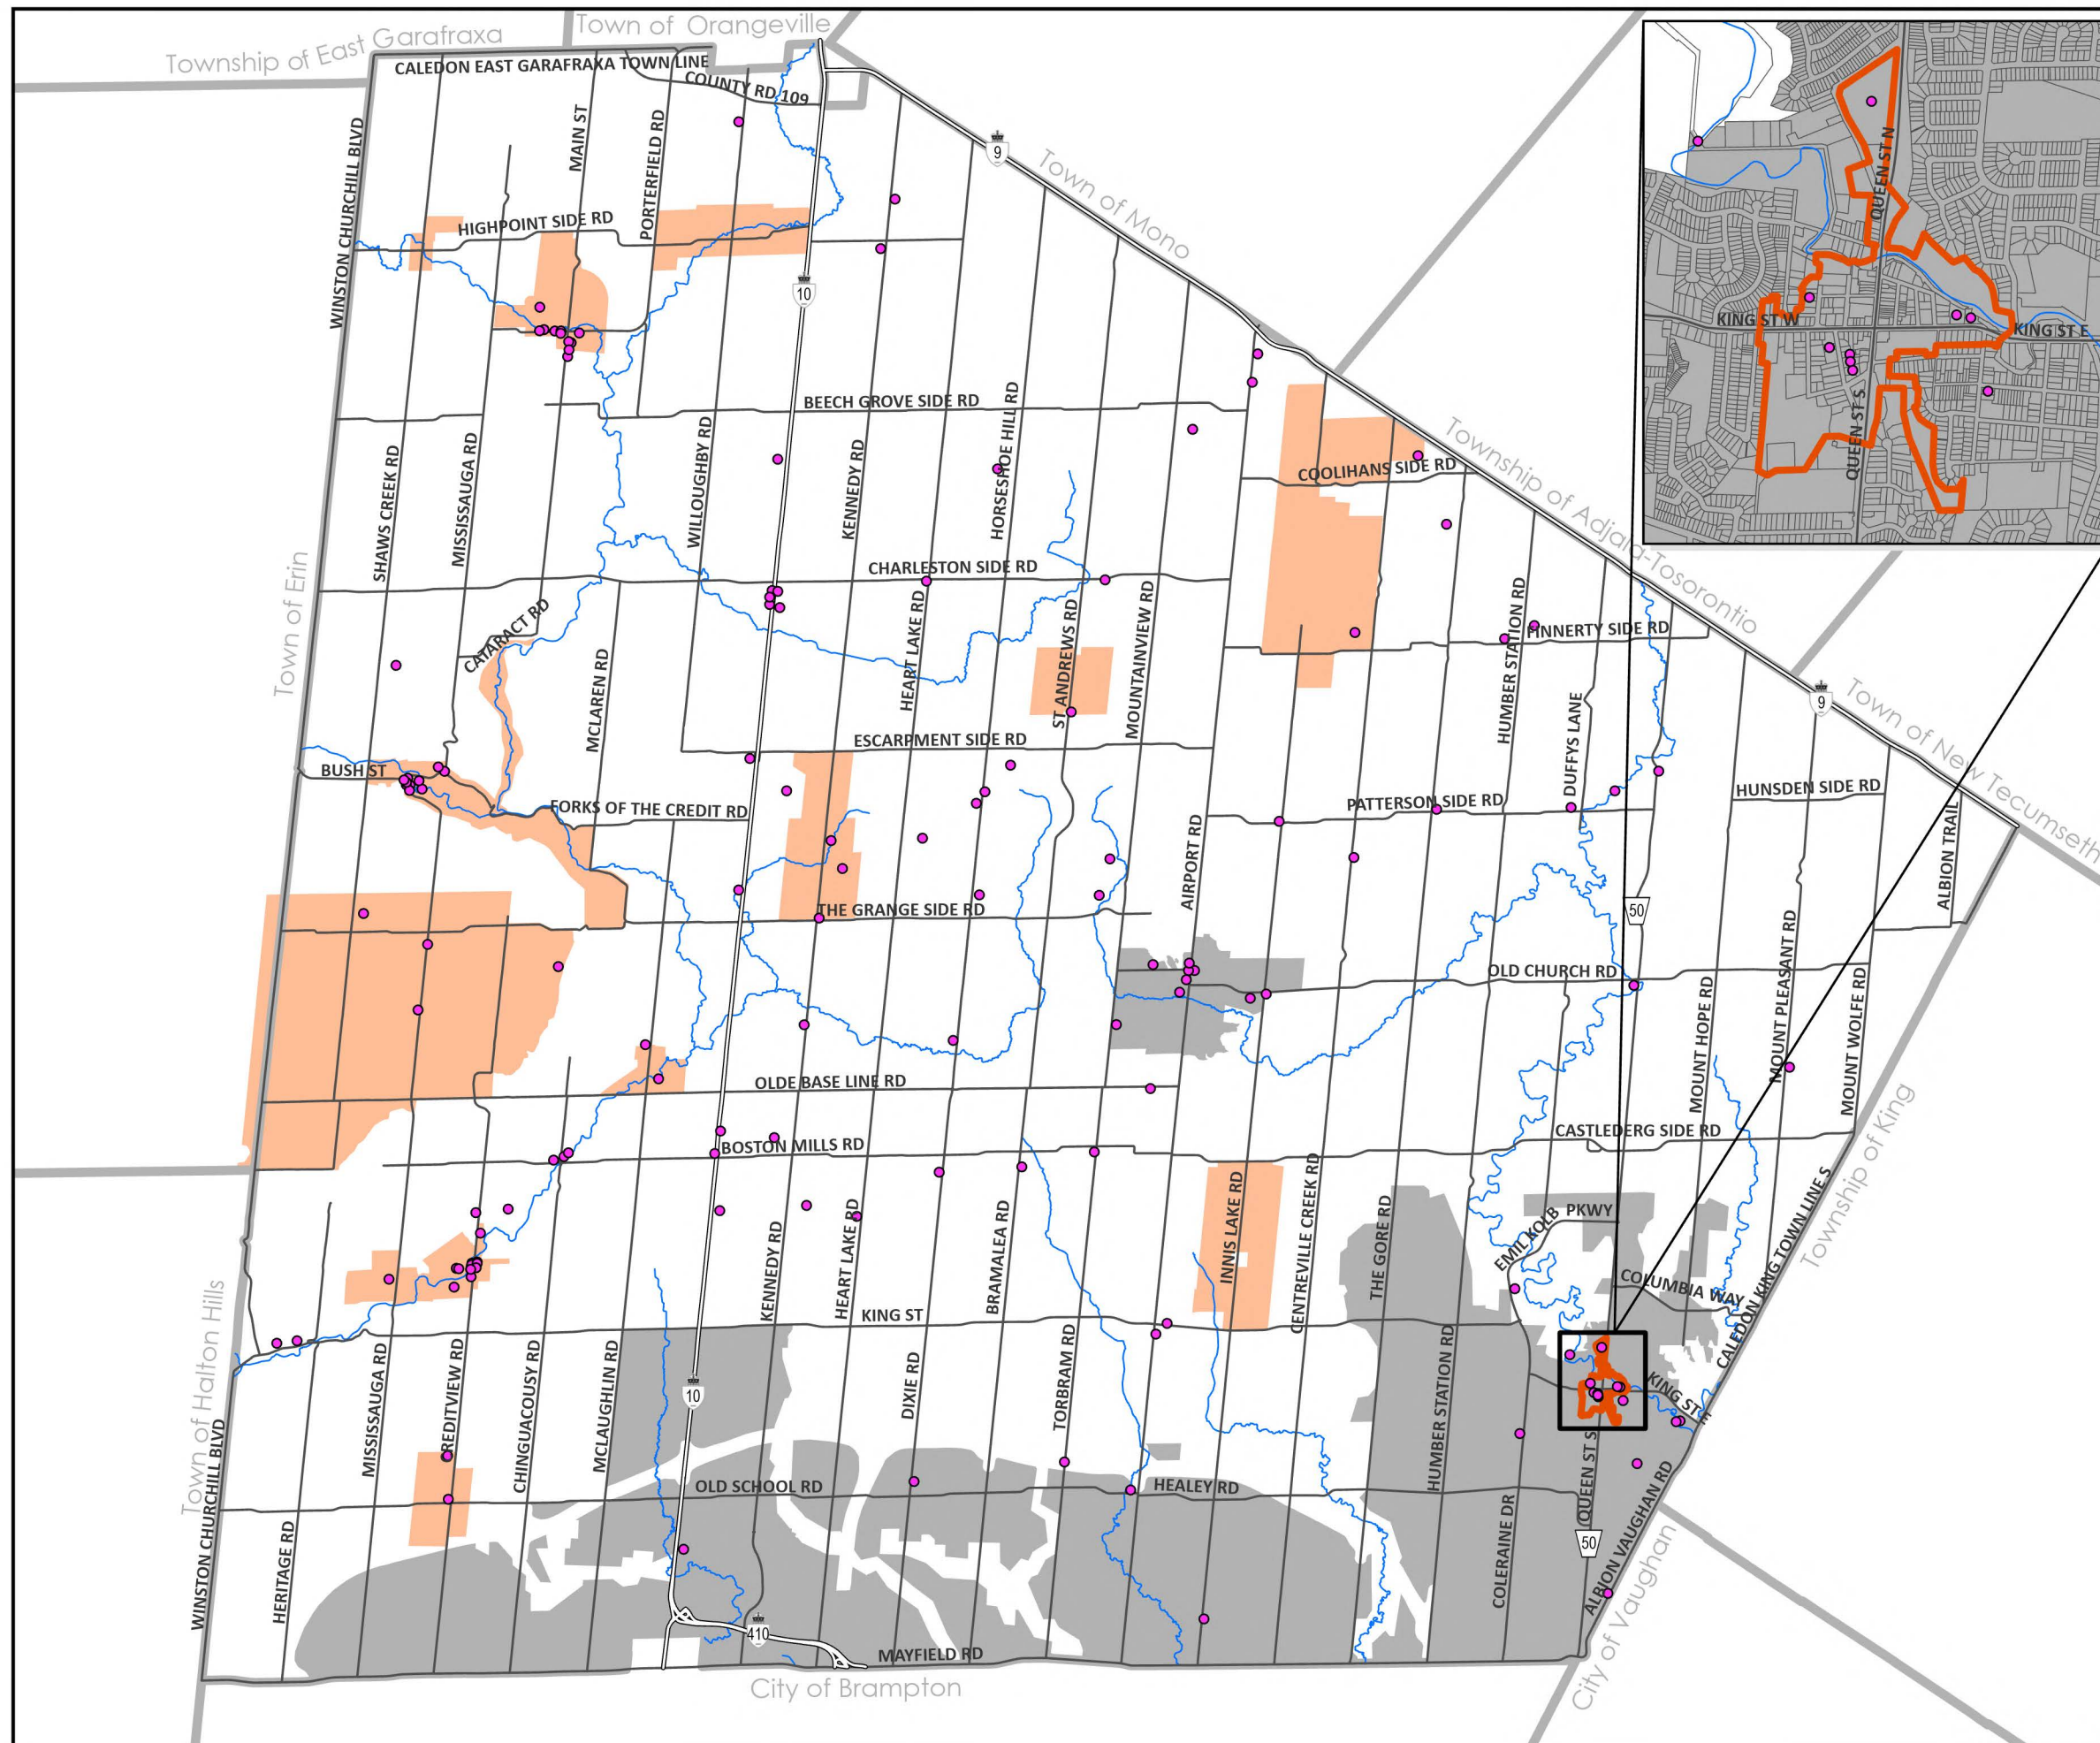 Township of East Garafraxa
Town of Orangeville
CALEDON EAST GARAFRAXA TOWN LINE
COUNTY RD 109
WINSTON CHURCHILL BLVD
MAIN ST
PORTERFIELD RD
9
Town of Mono
HIGHPOINT SIDE RD
10
QUEEN ST N
KING ST W
KING ST E
QUEEN ST S
BEECH GROVE SIDE RD
SHAWS CREEK RD
MISSISSAUGA RD
WILLOUGHBY RD
KENNEDY RD
HORSESHOE HILL RD
COOLIHANS SIDE RD
Township of Adjala-Tosorontio
Town of Erin
CHARLESTON SIDE RD
CATARACT RD
MCLAREN RD
HEART LAKE RD
ST ANDREWS RD
MOUNTAINVIEW RD
HUMBER STATION RD
FINNERTY SIDE RD
DUFFYS LANE
9
Town of New Tecumseth
ESCARPMENT SIDE RD
BUSH ST
FORKS OF THE CREDIT RD
PATTERSON SIDE RD
HUNSDEN SIDE RD
ALBION TRAIL
AIRPORT RD
THE GRANGE SIDE RD
50
OLD CHURCH RD
MOUNT HOPE RD
MOUNT PLEASANT RD
MOUNT WOLFE RD
OLDE BASE LINE RD
BOSTON MILLS RD
CASTLEDERG SIDE RD
Township of King
CALEDON KING TOWN LINE S
INNIS LAKE RD
CENTREVILLE CREEK RD
THE GORE RD
EMIL KOLB
PKWY
COLUMBIA WAY
KENNEDY RD
HEART LAKE RD
BRAMALEA RD
KING ST
Town of Halton Hills
WINSTON CHURCHILL BLVD
MISSISSAUGA RD
CREDITVIEW RD
CHINGUACOUSY RD
MCLAUGHLIN RD
10
DIXIE RD
TORBRAM RD
HUMBER STATION RD
KING ST E
OLD SCHOOL RD
HEALEY RD
QUEEN ST S
COLERAINE DR
50
ALBION VAUGHAN RD
HERITAGE RD
410
MAYFIELD RD
City of Brampton
City of Vaughan